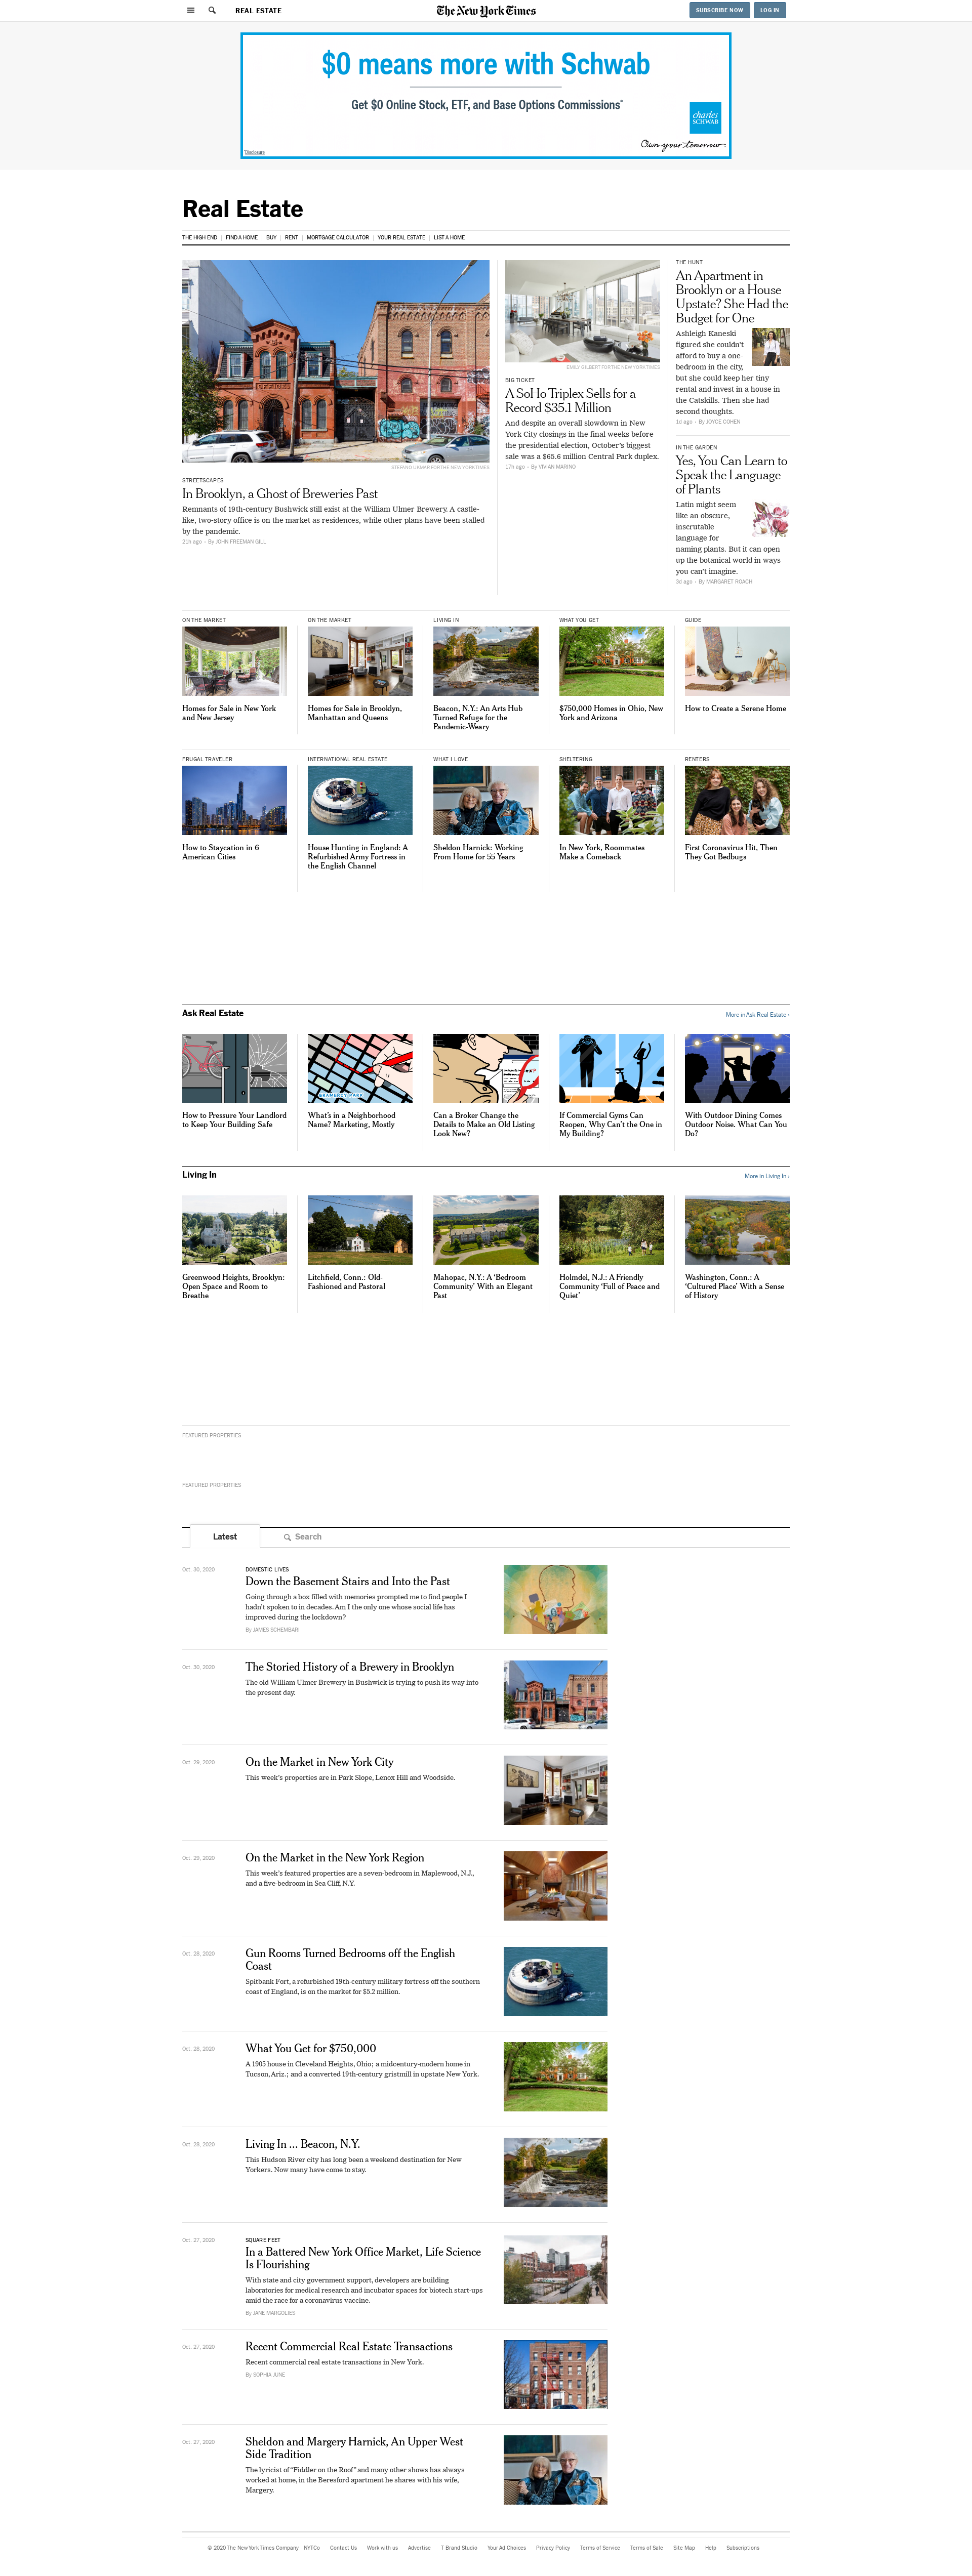 REAL ESTATE
The New York Times
SUBSCRIBE NOW
LOG IN
$0 means more with Schwab
Get $0 Online Stock, ETF, and Base Options Commissions*
charles
SCHWAB
Own your tomorrow
Disclosure
Real Estate
THE HIGH END
FIND A HOME
BUY
RENT
MORTGAGE CALCULATOR
YOUR REAL ESTATE
LIST A HOME
OFFICE
STEFANO UKMAR FOR THE NEW YORK TIMES
STREETSCAPES
In Brooklyn, a Ghost of Breweries Past
Remnants of 19th-century Bushwick still exist at the William Ulmer Brewery. A castle-
like, two-story office is on the market as residences, while other plans have been stalled
by the pandemic.
21h ago · By JOHN FREEMAN GILL
EMILY GILBERT FOR THE NEW YORK TIMES
BIG TICKET
A SoHo Triplex Sells for a
Record $35.1 Million
And despite an overall slowdown in New
York City closings in the final weeks before
the presidential election, October's biggest
sale was a $65.6 million Central Park duplex.
17h ago · By VIVIAN MARINO
THE HUNT
An Apartment in
Brooklyn or a House
Upstate? She Had the
Budget for One
Ashleigh Kaneski
figured she couldn't
afford to buy a one-
bedroom in the city,
but she could keep her tiny
rental and invest in a house in
the Catskills. Then she had
second thoughts.
1d ago · By JOYCE COHEN
IN THE GARDEN
Yes, You Can Learn to
Speak the Language
of Plants
Latin might seem
like an obscure,
inscrutable
language for
naming plants. But it can open
up the botanical world in ways
you can't imagine.
3d ago · By MARGARET ROACH
ON THE MARKET
Homes for Sale in New York
and New Jersey
ON THE MARKET
Homes for Sale in Brooklyn,
Manhattan and Queens
LIVING IN
Beacon, N.Y.: An Arts Hub
Turned Refuge for the
Pandemic-Weary
WHAT YOU GET
$750,000 Homes in Ohio, New
York and Arizona
GUIDE
How to Create a Serene Home
FRUGAL TRAVELER
How to Staycation in 6
American Cities
INTERNATIONAL REAL ESTATE
House Hunting in England: A
Refurbished Army Fortress in
the English Channel
WHAT I LOVE
Sheldon Harnick: Working
From Home for 55 Years
SHELTERING
In New York, Roommates
Make a Comeback
RENTERS
First Coronavirus Hit, Then
They Got Bedbugs
Ask Real Estate
More in Ask Real Estate ›
GRAMERCY PARK
How to Pressure Your Landlord
to Keep Your Building Safe
What's in a Neighborhood
Name? Marketing, Mostly
Can a Broker Change the
Details to Make an Old Listing
Look New?
If Commercial Gyms Can
Reopen, Why Can't the One in
My Building?
With Outdoor Dining Comes
Outdoor Noise. What Can You
Do?
Living In
More in Living In ›
Greenwood Heights, Brooklyn:
Open Space and Room to
Breathe
Litchfield, Conn.: Old-
Fashioned and Pastoral
Mahopac, N.Y.: A 'Bedroom
Community' With an Elegant
Past
Holmdel, N.J.: A Friendly
Community 'Full of Peace and
Quiet'
Washington, Conn.: A
'Cultured Place' With a Sense
of History
FEATURED PROPERTIES
FEATURED PROPERTIES
Latest
Search
Oct. 30, 2020
DOMESTIC LIVES
Down the Basement Stairs and Into the Past
Going through a box filled with memories prompted me to find people I
hadn't spoken to in decades. Am I the only one whose social life has
improved during the lockdown?
By JAMES SCHEMBARI
Oct. 30, 2020
The Storied History of a Brewery in Brooklyn
The old William Ulmer Brewery in Bushwick is trying to push its way into
the present day.
Oct. 29, 2020
On the Market in New York City
This week's properties are in Park Slope, Lenox Hill and Woodside.
Oct. 29, 2020
On the Market in the New York Region
This week's featured properties are a seven-bedroom in Maplewood, N.J.,
and a five-bedroom in Sea Cliff, N.Y.
Oct. 28, 2020
Gun Rooms Turned Bedrooms off the English
Coast
Spitbank Fort, a refurbished 19th-century military fortress off the southern
coast of England, is on the market for $5.2 million.
Oct. 28, 2020
What You Get for $750,000
A 1905 house in Cleveland Heights, Ohio; a midcentury-modern home in
Tucson, Ariz.; and a converted 19th-century gristmill in upstate New York.
Oct. 28, 2020
Living In ... Beacon, N.Y.
This Hudson River city has long been a weekend destination for New
Yorkers. Now many have come to stay.
Oct. 27, 2020
SQUARE FEET
In a Battered New York Office Market, Life Science
Is Flourishing
With state and city government support, developers are building
laboratories for medical research and incubator spaces for biotech start-ups
amid the race for a coronavirus vaccine.
By JANE MARGOLIES
Oct. 27, 2020
Recent Commercial Real Estate Transactions
Recent commercial real estate transactions in New York.
By SOPHIA JUNE
Oct. 27, 2020
Sheldon and Margery Harnick, An Upper West
Side Tradition
The lyricist of "Fiddler on the Roof" and many other shows has always
worked at home, in the Beresford apartment he shares with his wife,
Margery.
© 2020 The New York Times Company
NYTCo
Contact Us
Work with us
Advertise
T Brand Studio
Your Ad Choices
Privacy Policy
Terms of Service
Terms of Sale
Site Map
Help
Subscriptions